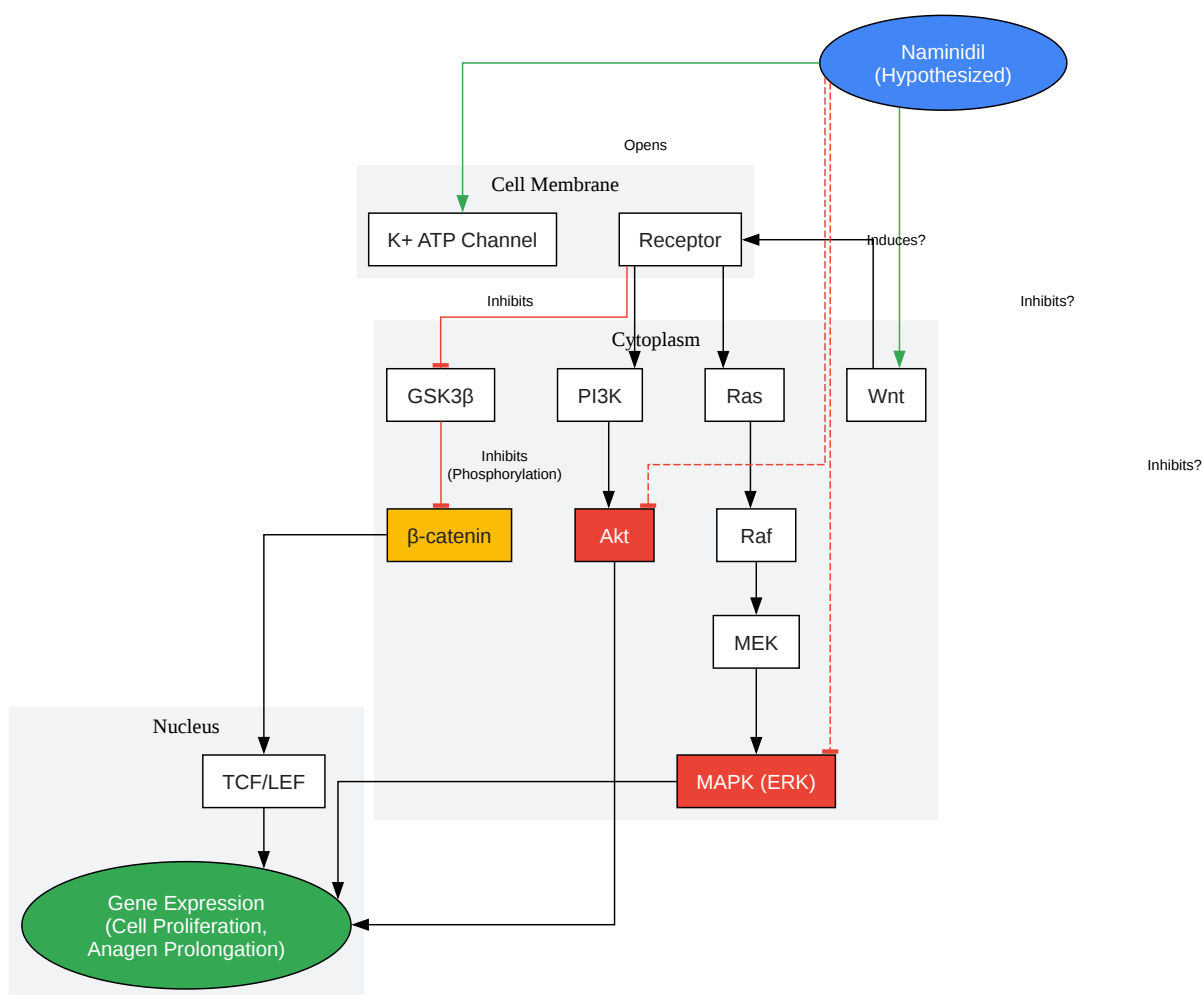 Naminidil
(Hypothesized)
Opens
Cell Membrane
K+ ATP Channel
Receptor
Induces?
Inhibits
Inhibits?
Cytoplasm
GSK3β
PI3K
Ras
Wnt
Inhibits
(Phosphorylation)
Inhibits?
β-catenin
Akt
Raf
MEK
Nucleus
TCF/LEF
MAPK (ERK)
Gene Expression
(Cell Proliferation,
Anagen Prolongation)